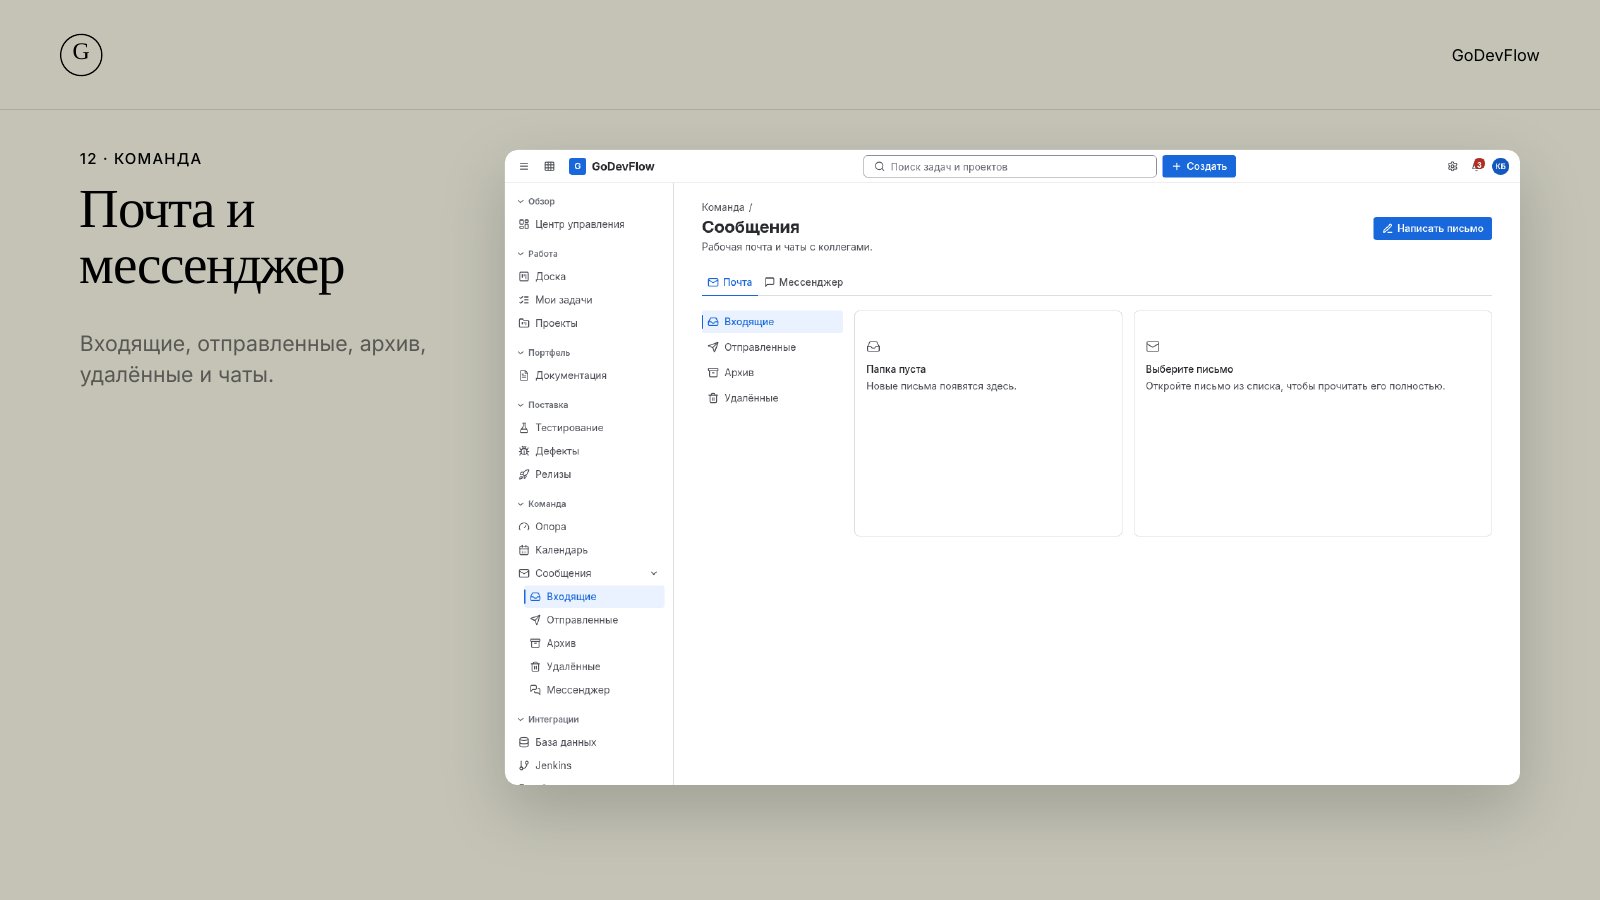 G
GoDevFlow
12 · КОМАНДА
Почта и
мессенджер
Входящие, отправленные, архив,
удалённые и чаты.
G GoDevFlow
Поиск задач и проектов
Создать
3
КБ
Обзор
Центр управления
Работа
Доска
Мои задачи
Проекты
Портфель
Документация
Поставка
Тестирование
Дефекты
Релизы
Команда
Опора
Календарь
Сообщения
Входящие
Отправленные
Архив
Удалённые
Мессенджер
Интеграции
База данных
Jenkins
Команда /
Сообщения
Рабочая почта и чаты с коллегами.
Написать письмо
Почта
Мессенджер
Входящие
Отправленные
Архив
Удалённые
Папка пуста
Новые письма появятся здесь.
Выберите письмо
Откройте письмо из списка, чтобы прочитать его полностью.